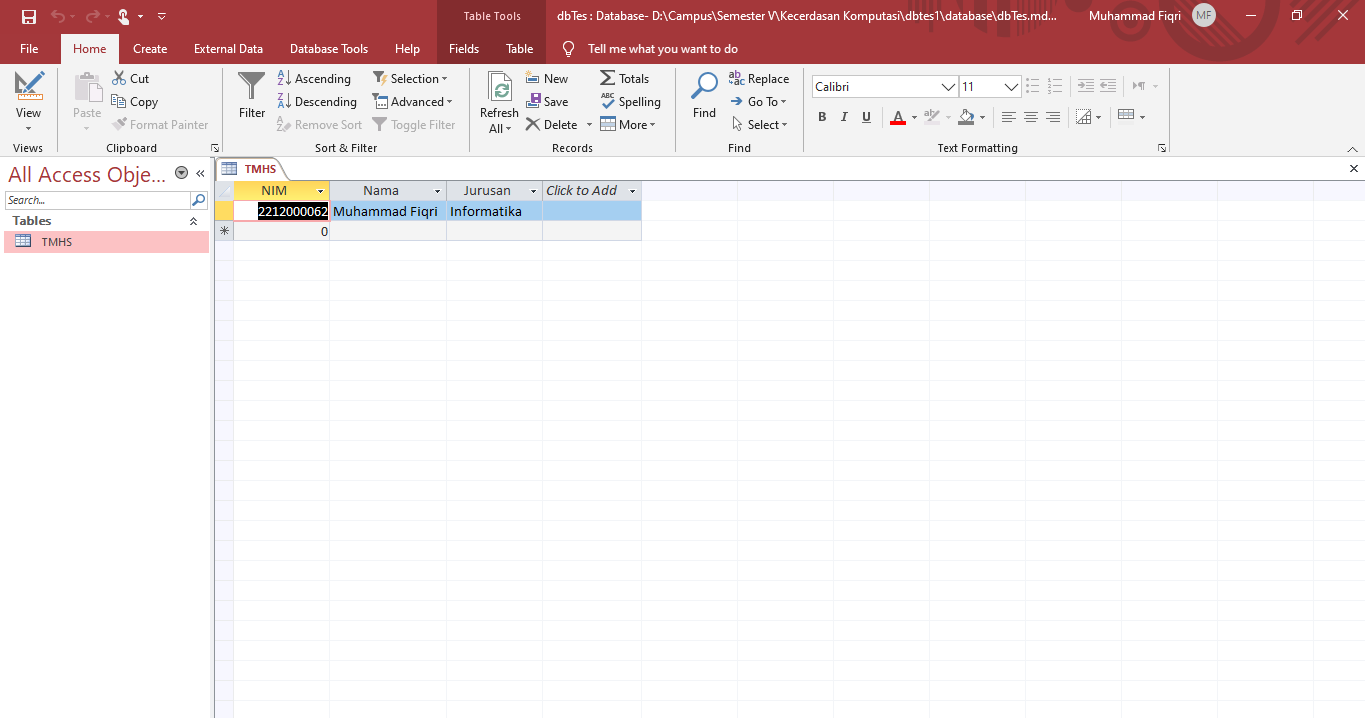 Table Tools
dbTes : Database- D:\Campus\Semester V\Kecerdasan Komputasi\dbtes1\database\dbTes.md...
Muhammad Fiqri
MF
File
Home
Create
External Data
Database Tools
Help
Fields
Table
Tell me what you want to do
View
Views
Paste
Cut
Copy
Format Painter
Clipboard
Filter
Ascending
Descending
Remove Sort
Selection
Advanced
Toggle Filter
Sort & Filter
Refresh
All
New
Save
Delete
Totals
Spelling
More
Records
Find
Replace
Go To
Select
Find
Calibri
11
B I U
Text Formatting
All Access Obje...
Search...
Tables
TMHS
TMHS
NIM Nama Jurusan Click to Add
2212000062 Muhammad Fiqri Informatika
0